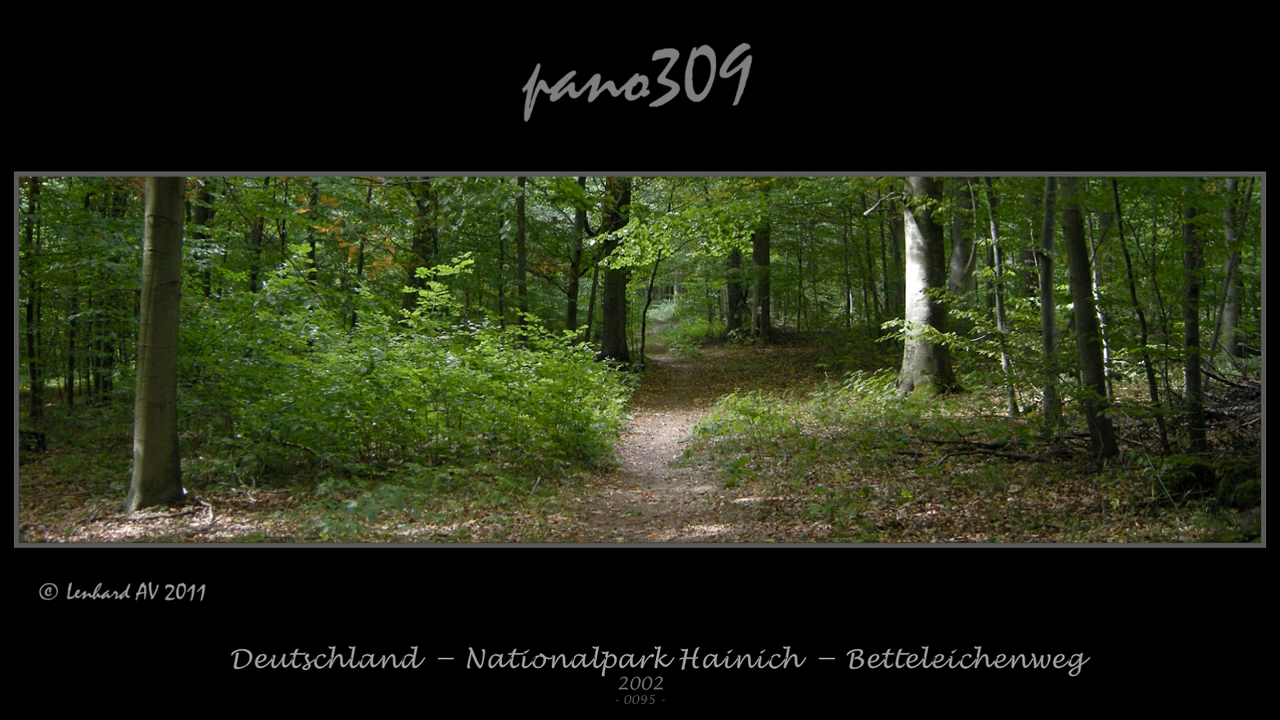 pano309
© Lenhard AV 2011
Deutschland – Nationalpark Hainich – Betteleichenweg
2002
- 0095 -